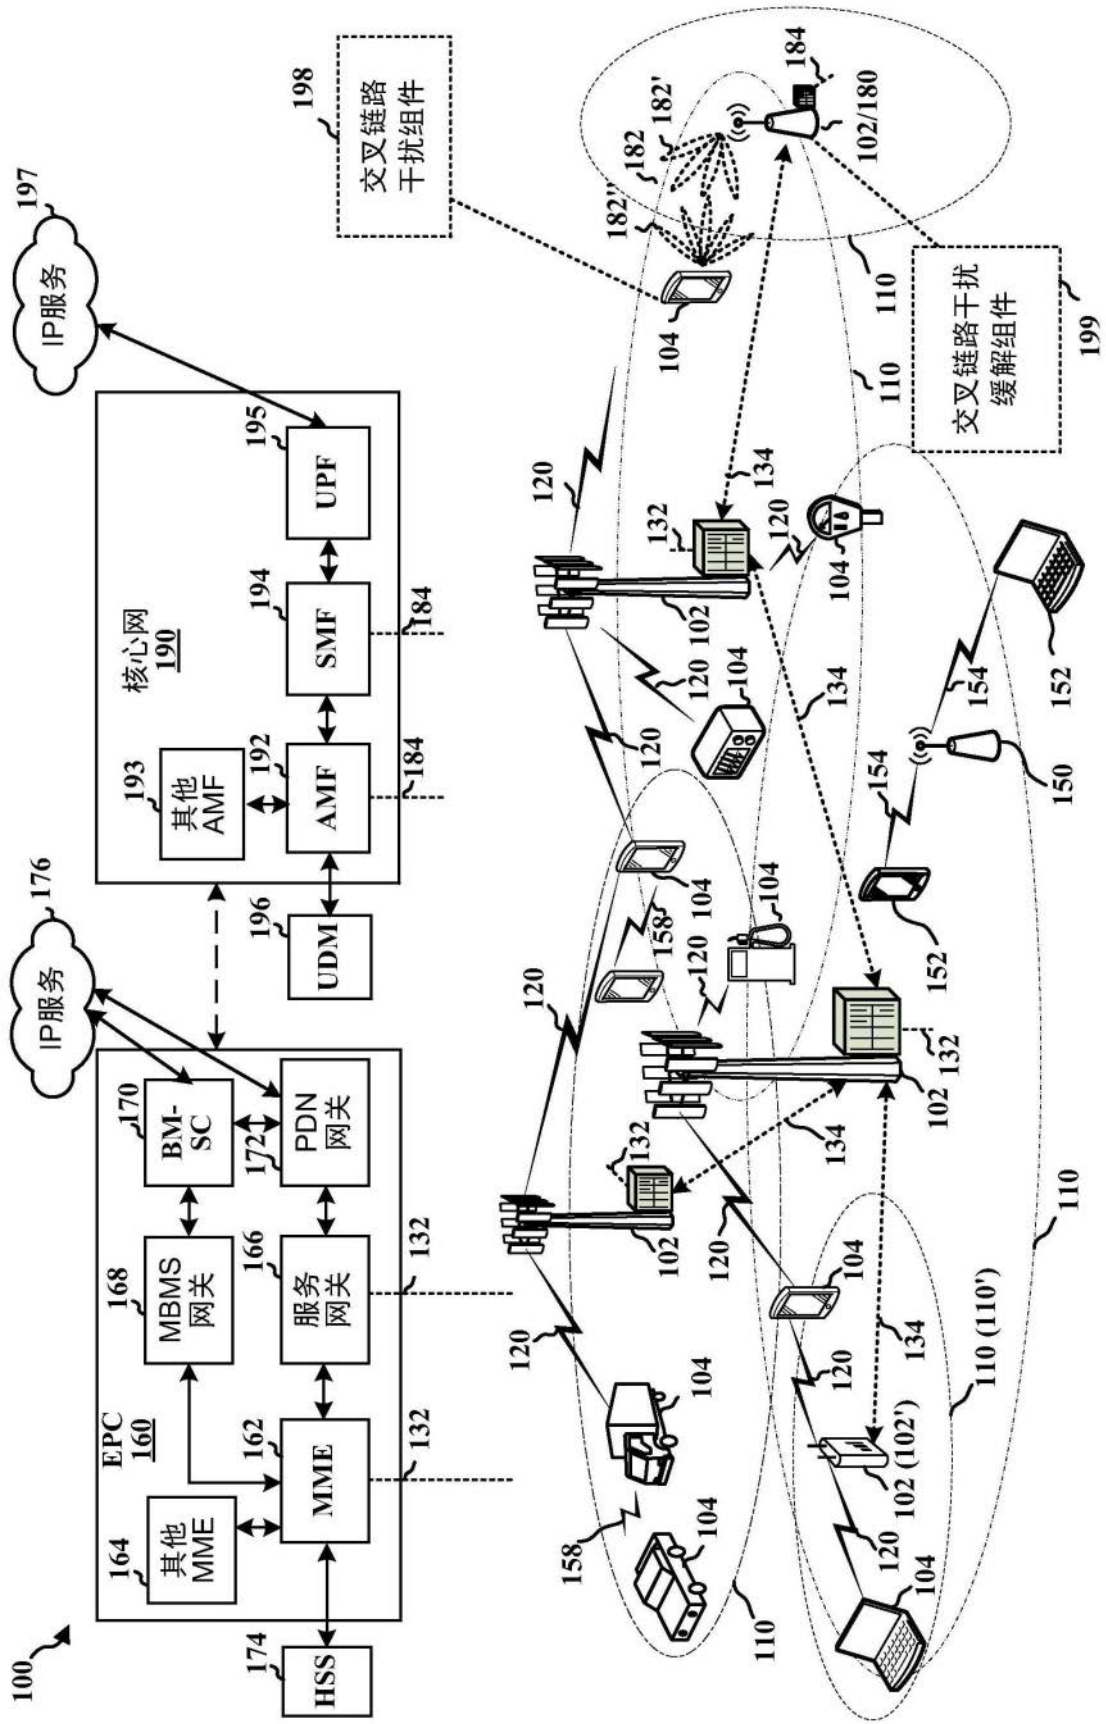 100
EPC
160
164
其他
MME
174
HSS
162
MME
132
168
MBMS
网关
166
服务
网关
132
170
BM-
SC
172
PDN
网关
176
IP服务
核心网
190
193
其他
AMF
196
UDM
192
AMF
184
194
SMF
184
195
UPF
197
IP服务
198
交叉链路
干扰组件
182
182'
182''
184
102/180
104
110
110
交叉链路干扰
缓解组件
199
120
132
134
102
120
104
120
104
120
134
104
158
120
120
104
132
102
134
132
102
120
120
104
158
104
110
120
104
120
102 (102')
134
104
110 (110')
110
152
154
150
154
152